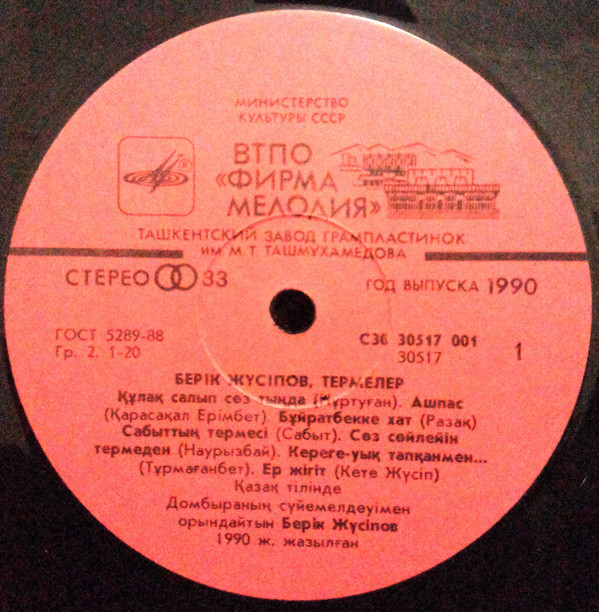 МИНИСТЕРСТВО
КУЛЬТУРЫ СССР
ВТПО
«ФИРМА
МЕЛОДИЯ»
ТАШКЕНТСКИЙ ЗАВОД ГРАМПЛАСТИНОК
ИМ М. Т. ТАШМУХАМЕДОВА
СТЕРЕО 33
ГОД ВЫПУСКА 1990
ГОСТ 5289-88
Гр. 2. 1-20
С30 30517 001
30517
1
БЕРІК ЖҮСІПОВ, ТЕРМЕЛЕР
Құлақ салып сөз тыңда (Нұртуған). Ашпас
(Қарасақал Ерімбет). Бұйратбекке хат (Разақ)
Сабыттың термесі (Сабыт). Сөз сөйлейін
термеден (Наурызбай). Кереге-уық тапқанмен...
(Тұрмағанбет). Ер жігіт (Кете Жүсіп)
Қазақ тілінде
Домбыраның сүйемелдеуімен
орындайтын Берік Жүсіпов
1990 ж. жазылған